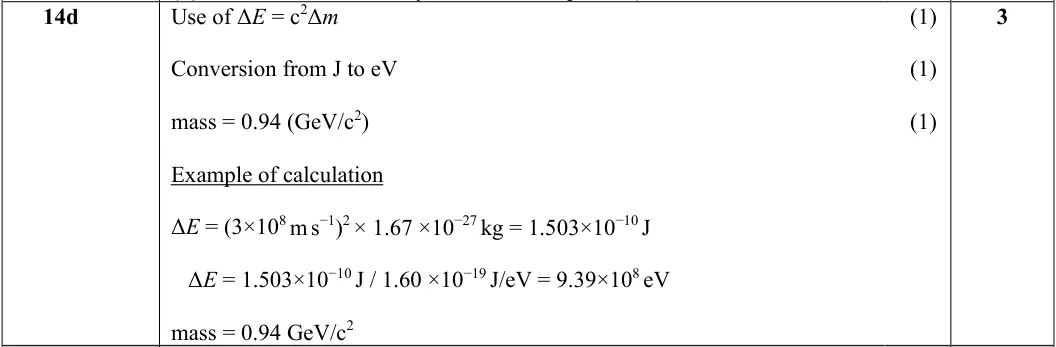 14d Use of ΔE = c²Δm (1) 3
Conversion from J to eV (1)
mass = 0.94 (GeV/c²) (1)
Example of calculation
ΔE = (3×10⁸ m s⁻¹)² × 1.67 ×10⁻²⁷ kg = 1.503×10⁻¹⁰ J
ΔE = 1.503×10⁻¹⁰ J / 1.60 ×10⁻¹⁹ J/eV = 9.39×10⁸ eV
mass = 0.94 GeV/c²